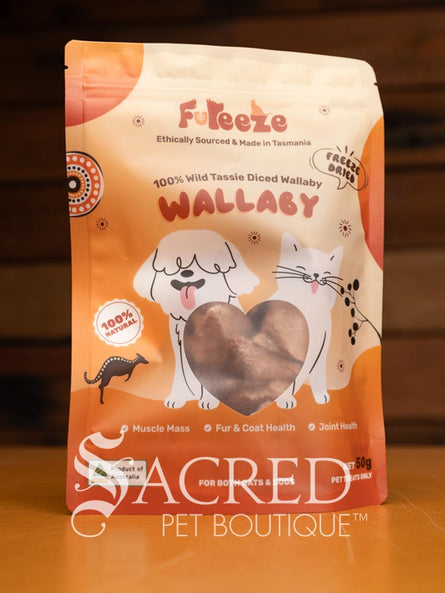 Fureeze
Ethically Sourced & Made in Tasmania
FREEZE
DRIED
100% Wild Tassie Diced Wallaby
WALLABY
100%
NATURAL
Muscle Mass
Fur & Coat Health
Joint Health
Product of
Australia
NET 50g
PET TREATS ONLY
FOR BOTH CATS & DOGS
SACRED
PET BOUTIQUE™